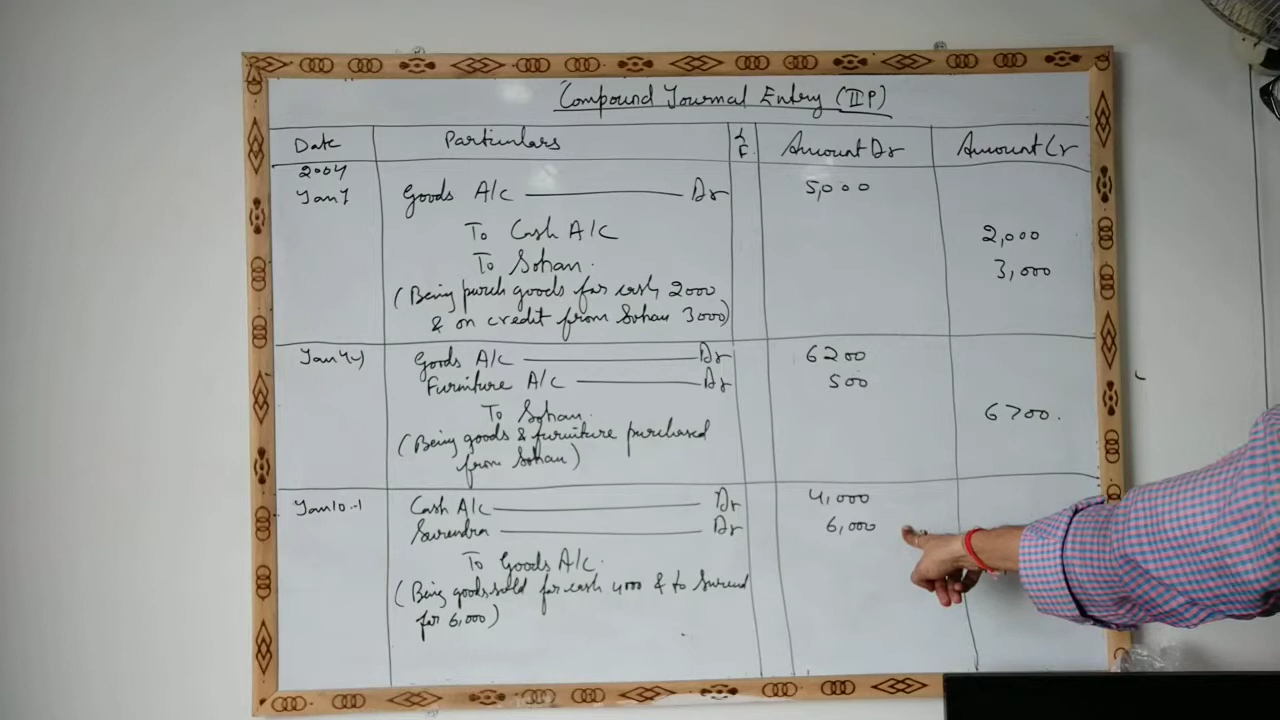 Compound Journal Entry (II P)
Date Particulars L F Amount Dr Amount Cr
2004
Jan 1 Goods A/c Dr 5,000
To Cash A/c 2,000
To Sohan. 3,000
(Being purch goods for cash 2000
& on credit from Sohan 3000)
Goods A/c Dr 6200
Furniture A/c Dr 500
To Sohan. 6700.
(Being goods & furniture purchased
from Sohan)
Jan 10 Cash A/c Dr 4,000
Surendra Dr 6,000
To Goods A/c.
(Being goods sold for cash 4000 & to Surend
for 6,000)